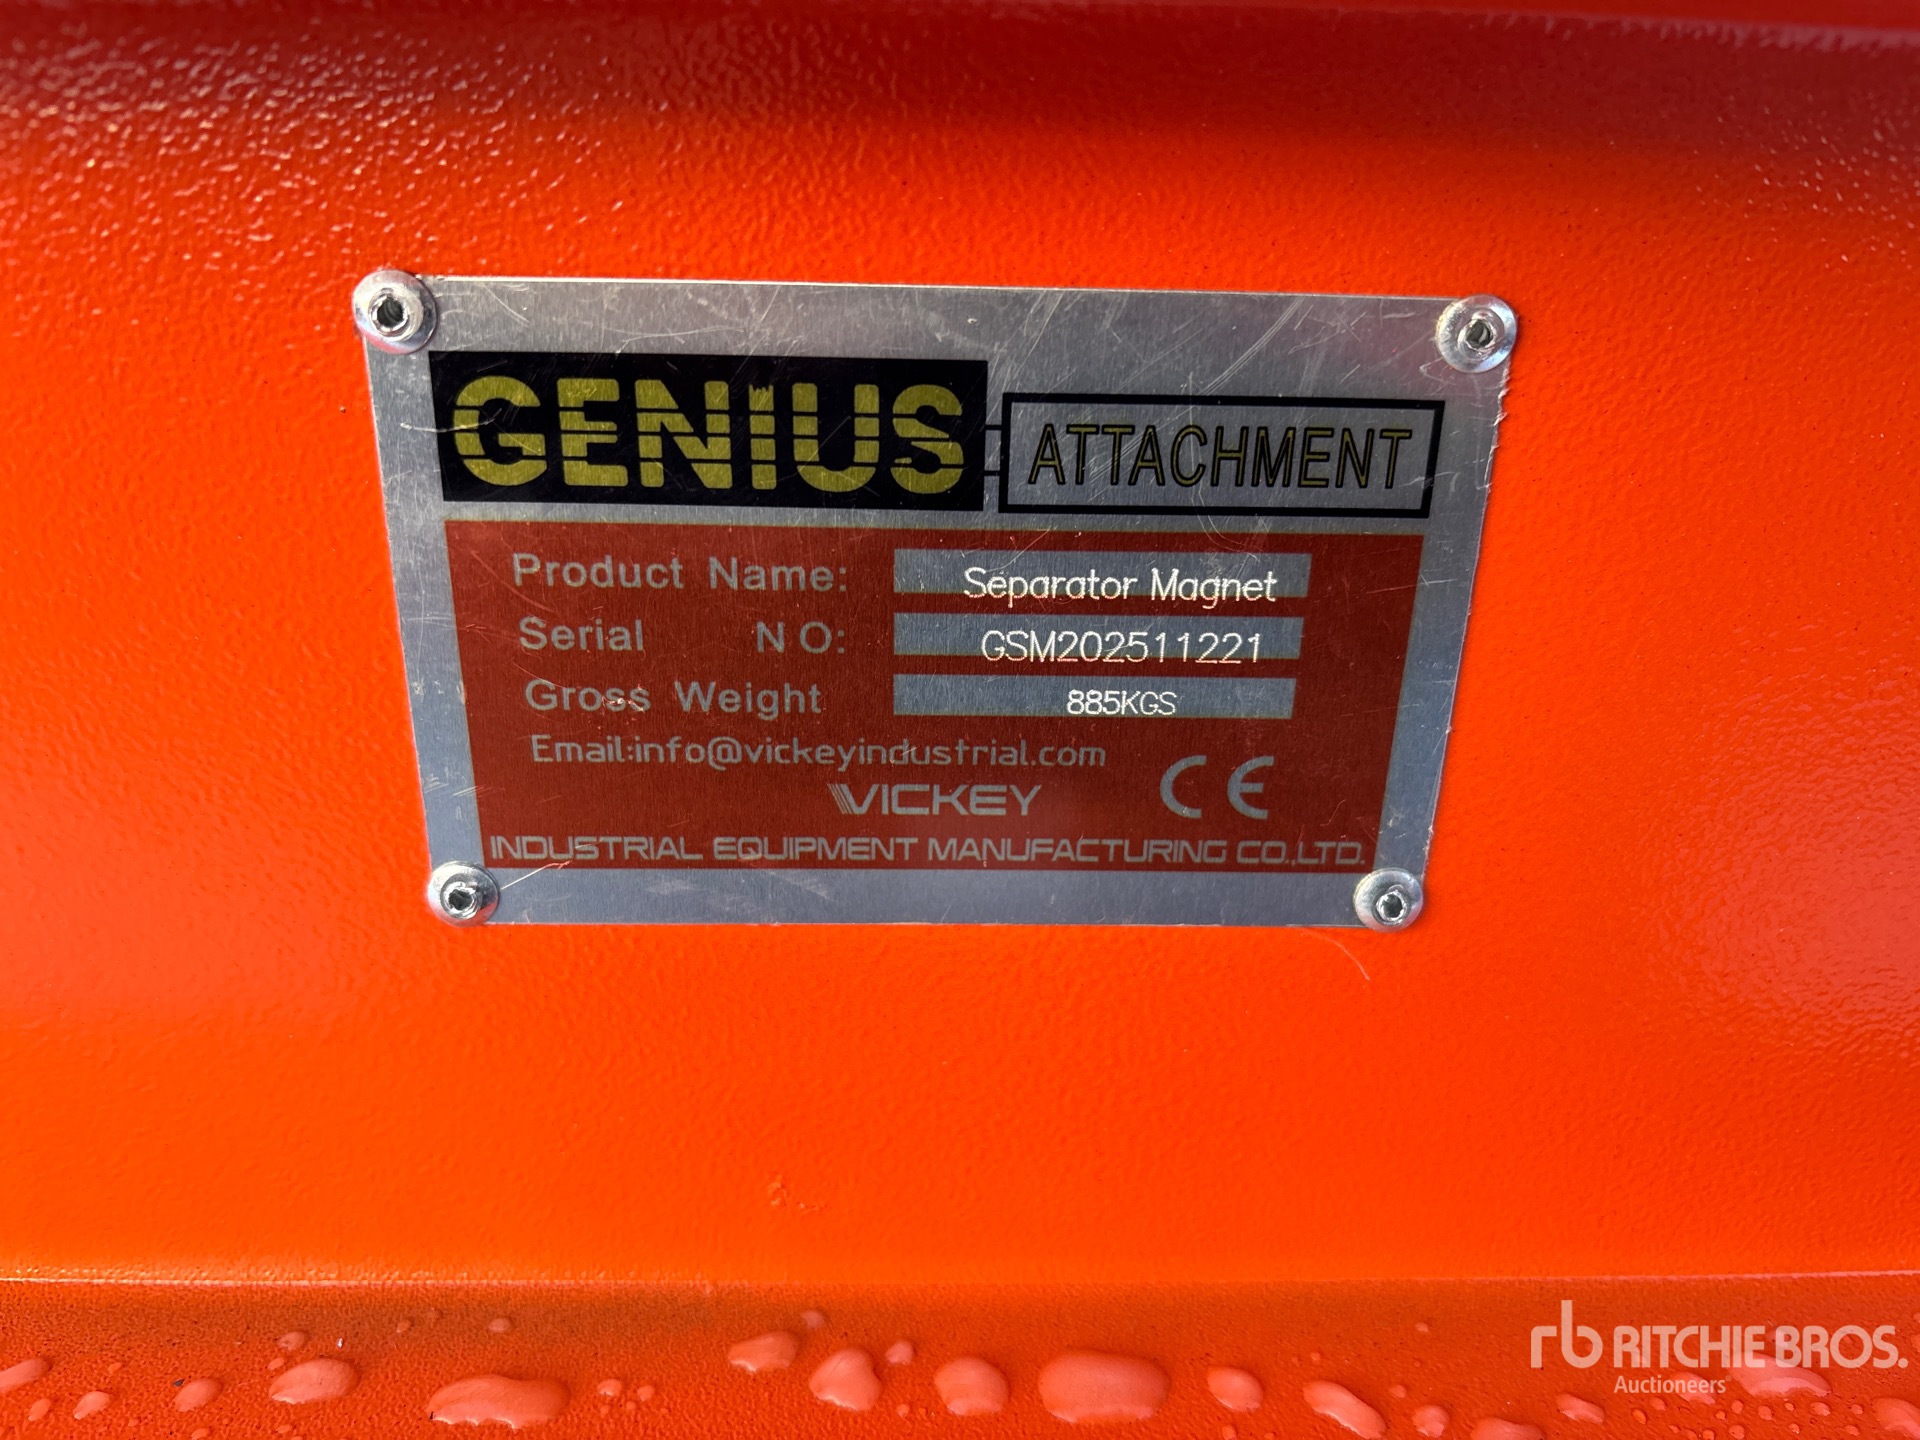 GENIUS ATTACHMENT
Product Name: Separator Magnet
Serial NO: GSM202511221
Gross Weight 885KGS
Email:info@vickeyindustrial.com
VICKEY CE
INDUSTRIAL EQUIPMENT MANUFACTURING CO.,LTD.
rb RITCHIE BROS.
Auctioneers